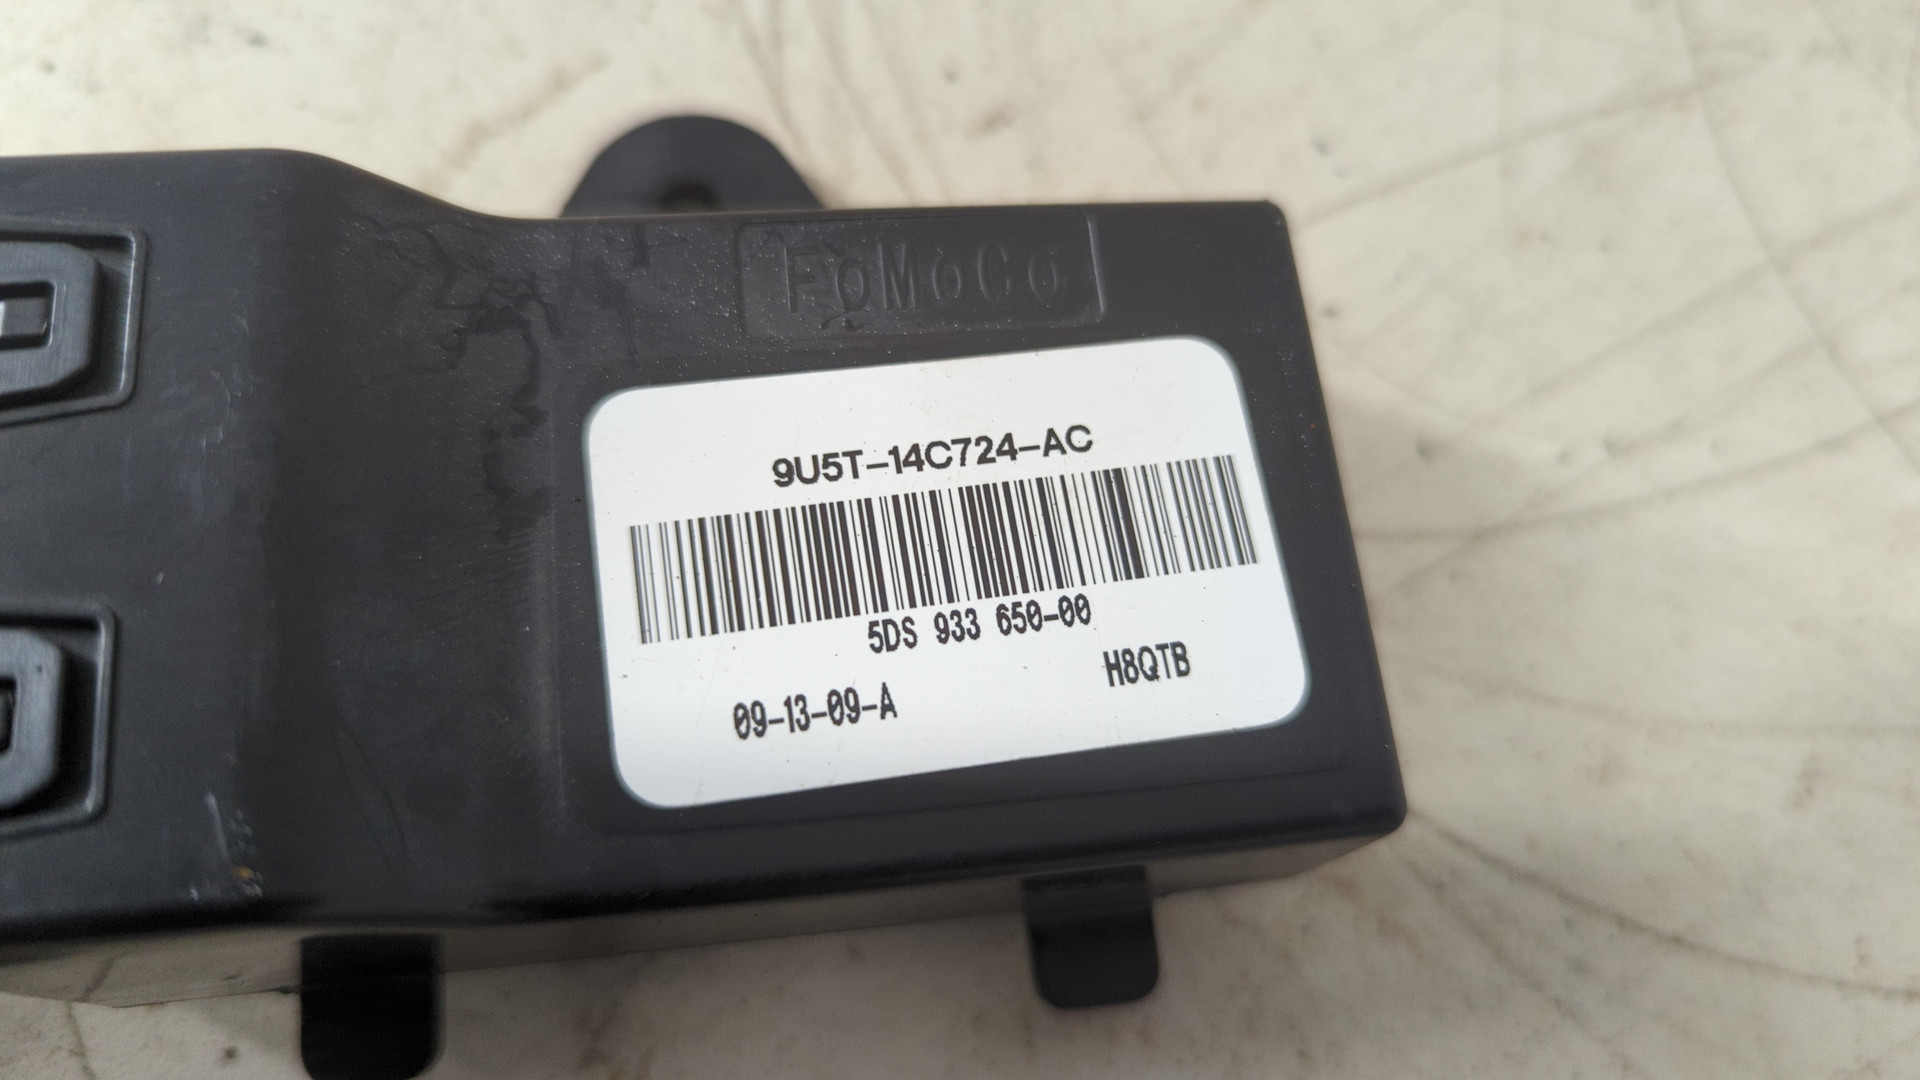 FoMoCo
9U5T-14C724-AC
5DS 933 650-00
H8QTB
09-13-09-A